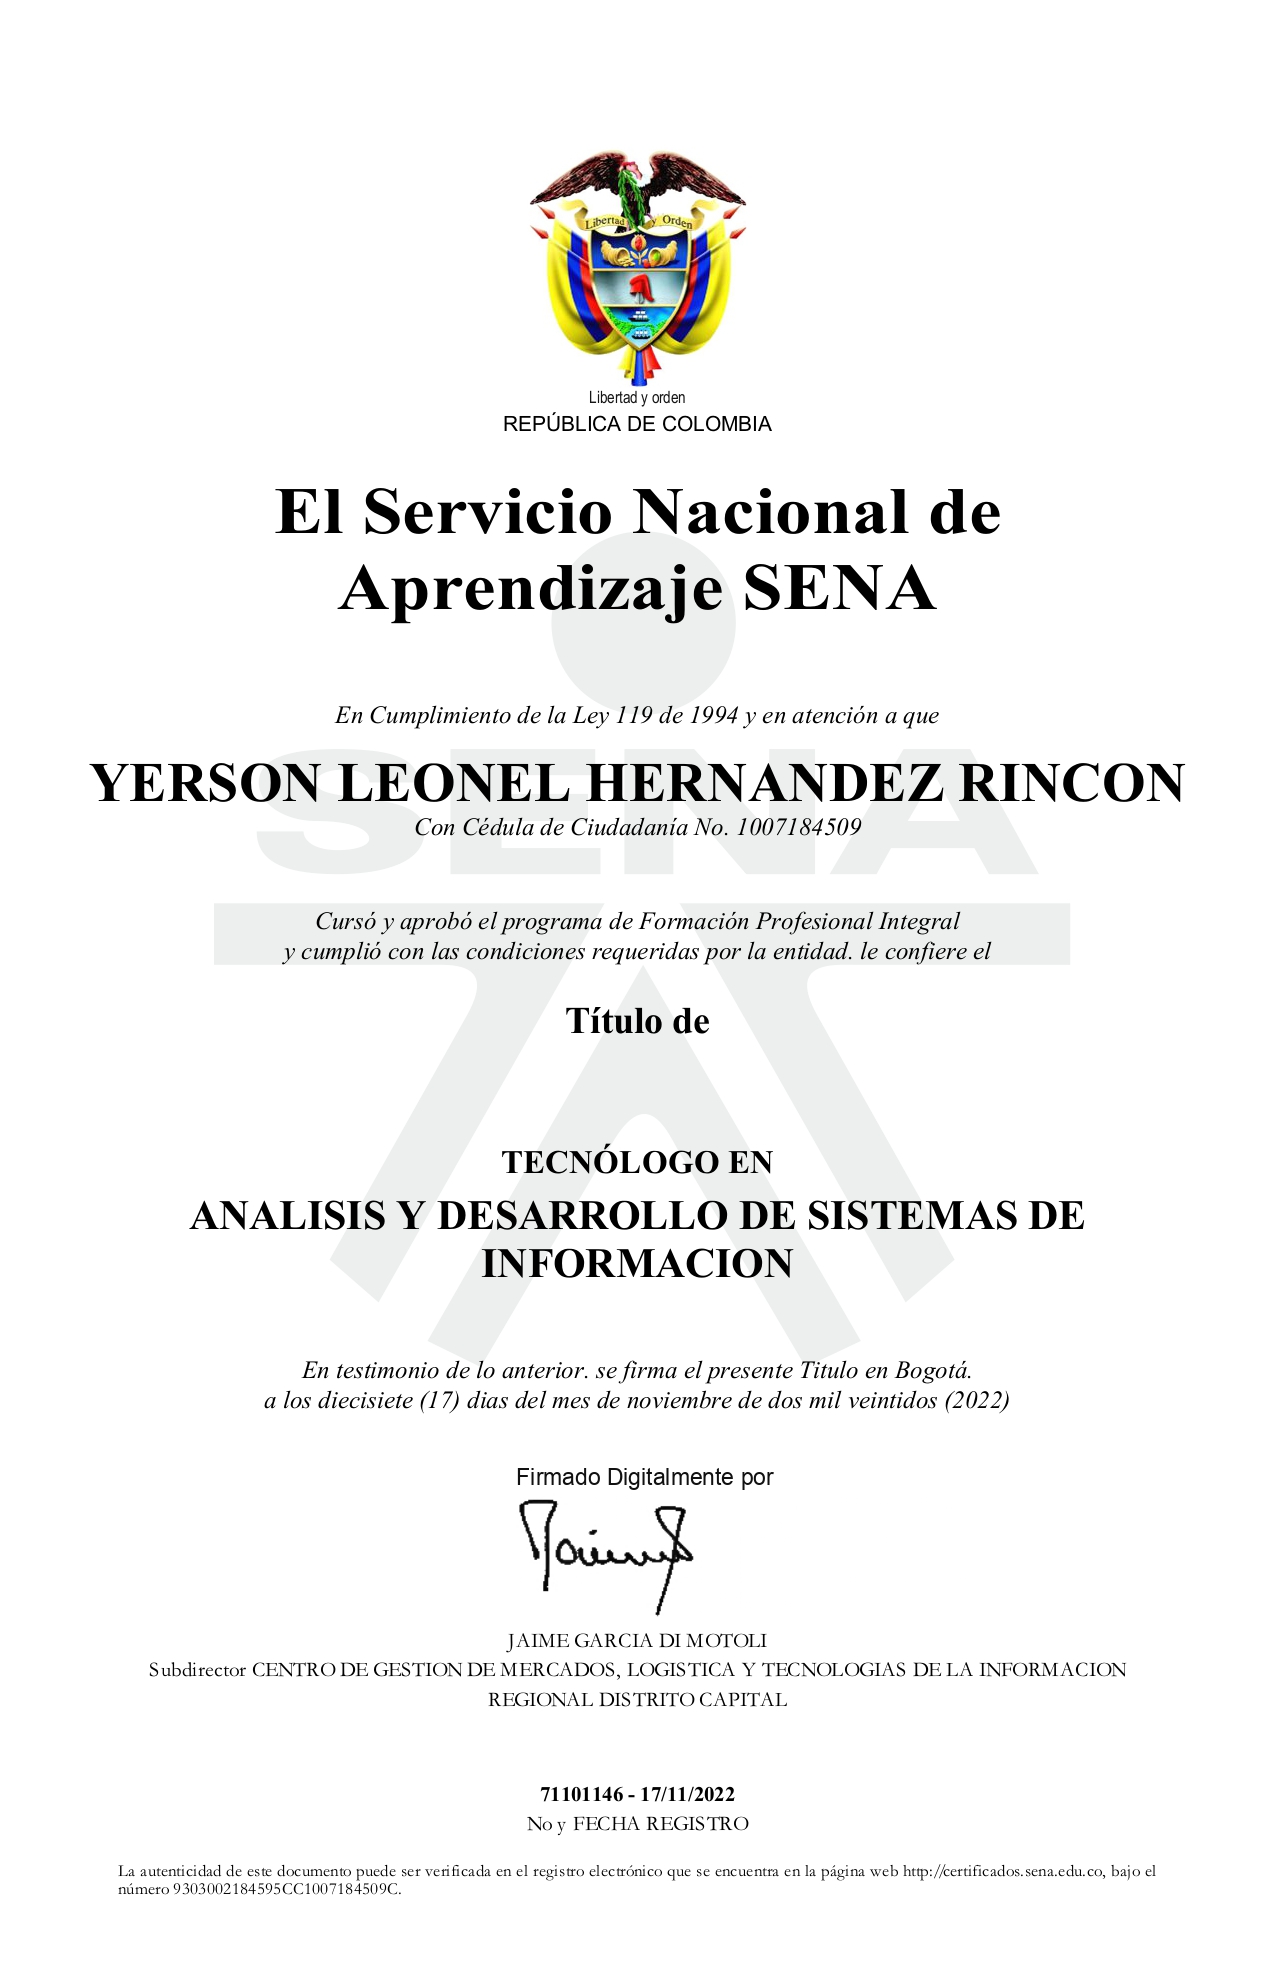 Libertad y Orden
Libertad y orden
REPÚBLICA DE COLOMBIA
El Servicio Nacional de
Aprendizaje SENA
En Cumplimiento de la Ley 119 de 1994 y en atención a que
SENA
YERSON LEONEL HERNANDEZ RINCON
Con Cédula de Ciudadanía No. 1007184509
Cursó y aprobó el programa de Formación Profesional Integral
y cumplió con las condiciones requeridas por la entidad. le confiere el
Título de
TECNÓLOGO EN
ANALISIS Y DESARROLLO DE SISTEMAS DE
INFORMACION
En testimonio de lo anterior. se firma el presente Titulo en Bogotá.
a los diecisiete (17) dias del mes de noviembre de dos mil veintidos (2022)
Firmado Digitalmente por
JAIME GARCIA DI MOTOLI
Subdirector CENTRO DE GESTION DE MERCADOS, LOGISTICA Y TECNOLOGIAS DE LA INFORMACION
REGIONAL DISTRITO CAPITAL
71101146 - 17/11/2022
No y FECHA REGISTRO
La autenticidad de este documento puede ser verificada en el registro electrónico que se encuentra en la página web http://certificados.sena.edu.co, bajo el
número 9303002184595CC1007184509C.